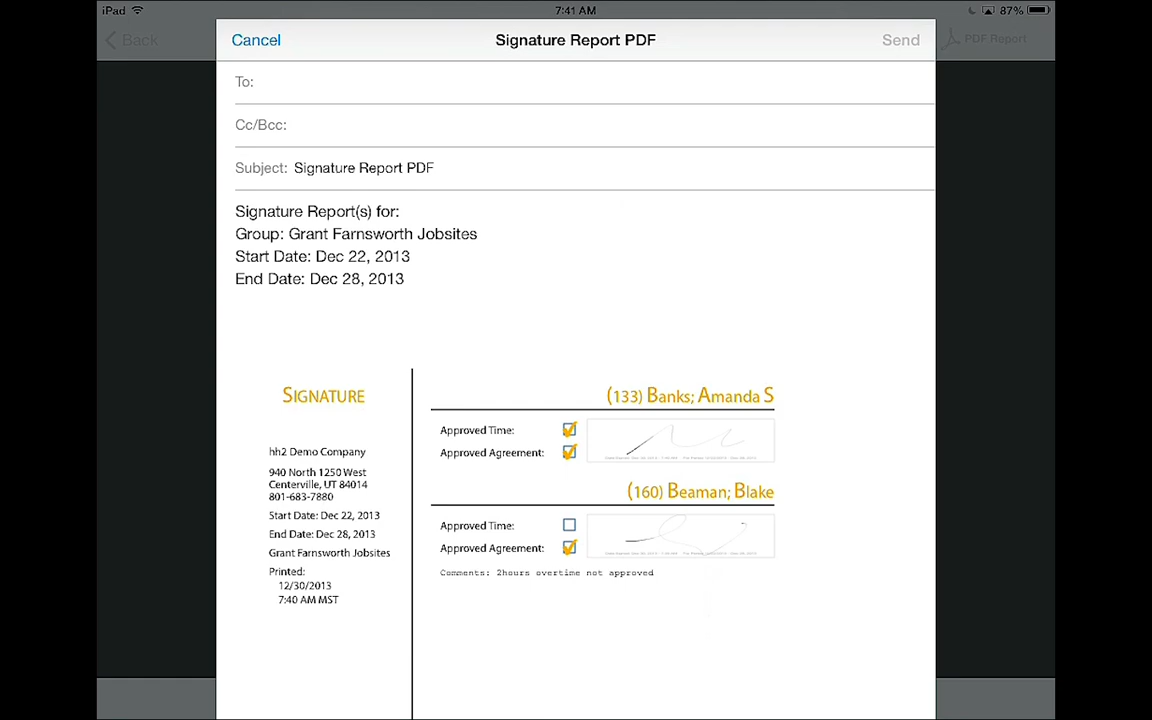 iPad
7:41 AM
87%
Back
Cancel
Signature Report PDF
Send
PDF Report
To:
Cc/Bcc:
Subject: Signature Report PDF
Signature Report(s) for:
Group: Grant Farnsworth Jobsites
Start Date: Dec 22, 2013
End Date: Dec 28, 2013
SIGNATURE
hh2 Demo Company
940 North 1250 West
Centerville, UT 84014
801-683-7880
Start Date: Dec 22, 2013
End Date: Dec 28, 2013
Grant Farnsworth Jobsites
Printed:
12/30/2013
7:40 AM MST
(133) Banks; Amanda S
Approved Time:
Approved Agreement:
(160) Beaman; Blake
Approved Time:
Approved Agreement:
Comments: 2hours overtime not approved